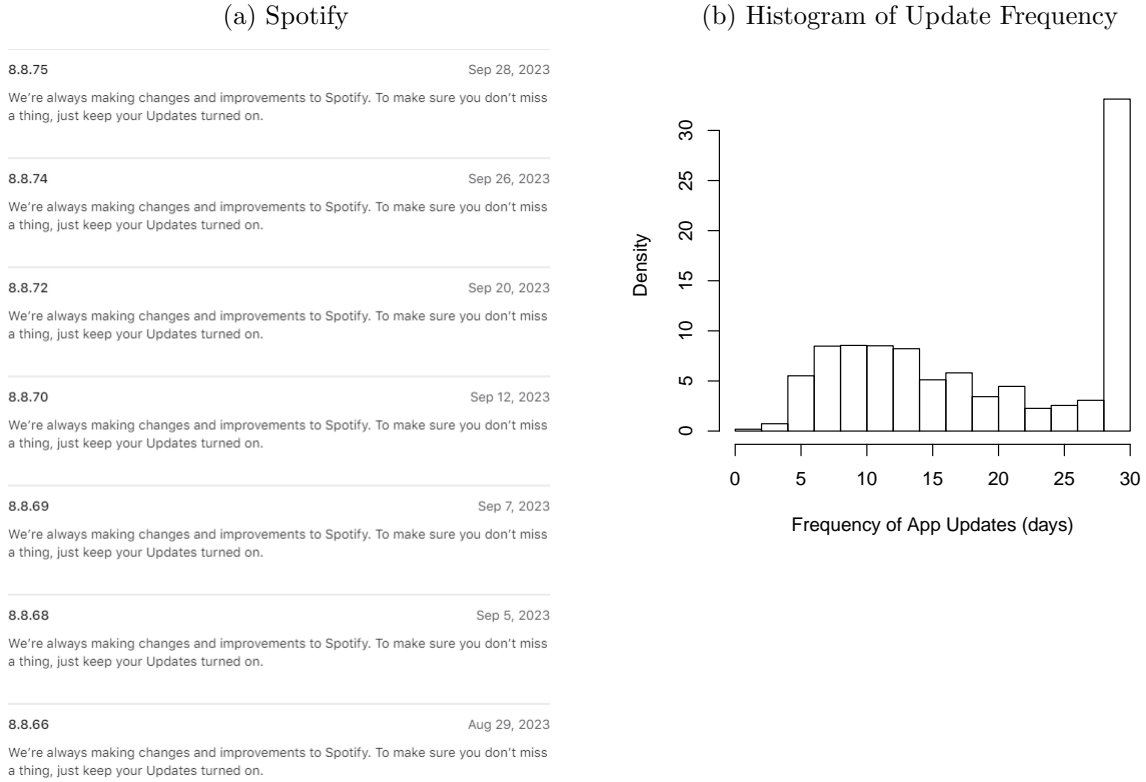 (a) Spotify
8.8.75 Sep 28, 2023
We're always making changes and improvements to Spotify. To make sure you don't miss
a thing, just keep your Updates turned on.
8.8.74 Sep 26, 2023
We're always making changes and improvements to Spotify. To make sure you don't miss
a thing, just keep your Updates turned on.
8.8.72 Sep 20, 2023
We're always making changes and improvements to Spotify. To make sure you don't miss
a thing, just keep your Updates turned on.
8.8.70 Sep 12, 2023
We're always making changes and improvements to Spotify. To make sure you don't miss
a thing, just keep your Updates turned on.
8.8.69 Sep 7, 2023
We're always making changes and improvements to Spotify. To make sure you don't miss
a thing, just keep your Updates turned on.
8.8.68 Sep 5, 2023
We're always making changes and improvements to Spotify. To make sure you don't miss
a thing, just keep your Updates turned on.
8.8.66 Aug 29, 2023
We're always making changes and improvements to Spotify. To make sure you don't miss
a thing, just keep your Updates turned on.
(b) Histogram of Update Frequency
Density
30
25
20
15
10
5
0
0 5 10 15 20 25 30
Frequency of App Updates (days)